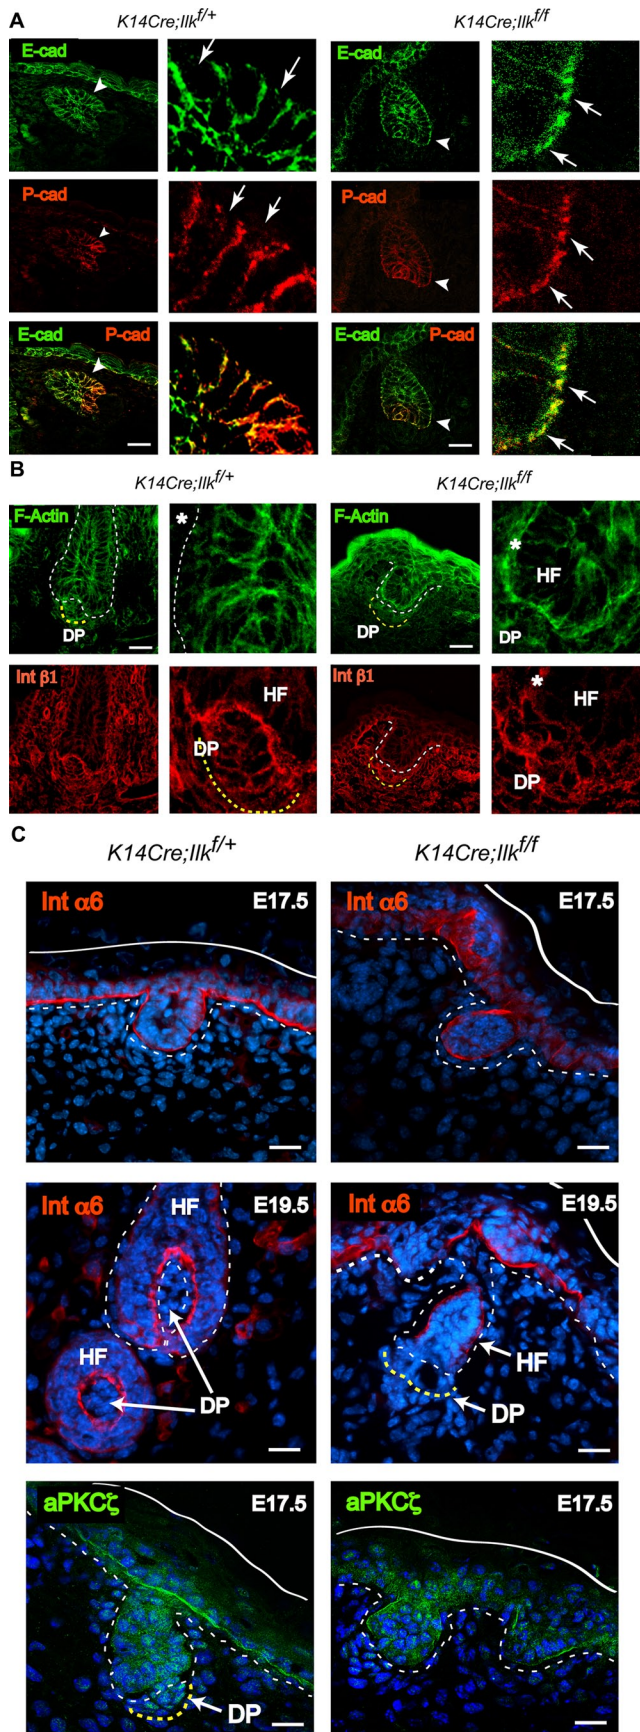 A
K14Cre;Ilkf/+ K14Cre;Ilkf/f
E-cad E-cad
P-cad P-cad
E-cad P-cad E-cad P-cad
B
K14Cre;Ilkf/+ K14Cre;Ilkf/f
F-Actin * F-Actin * HF
DP DP DP
Int β1 HF Int β1 * HF
DP DP
C
K14Cre;Ilkf/+ K14Cre;Ilkf/f
Int α6 E17.5 Int α6 E17.5
Int α6 HF E19.5 Int α6 E19.5
HF HF
DP DP
aPKCζ E17.5 aPKCζ E17.5
DP